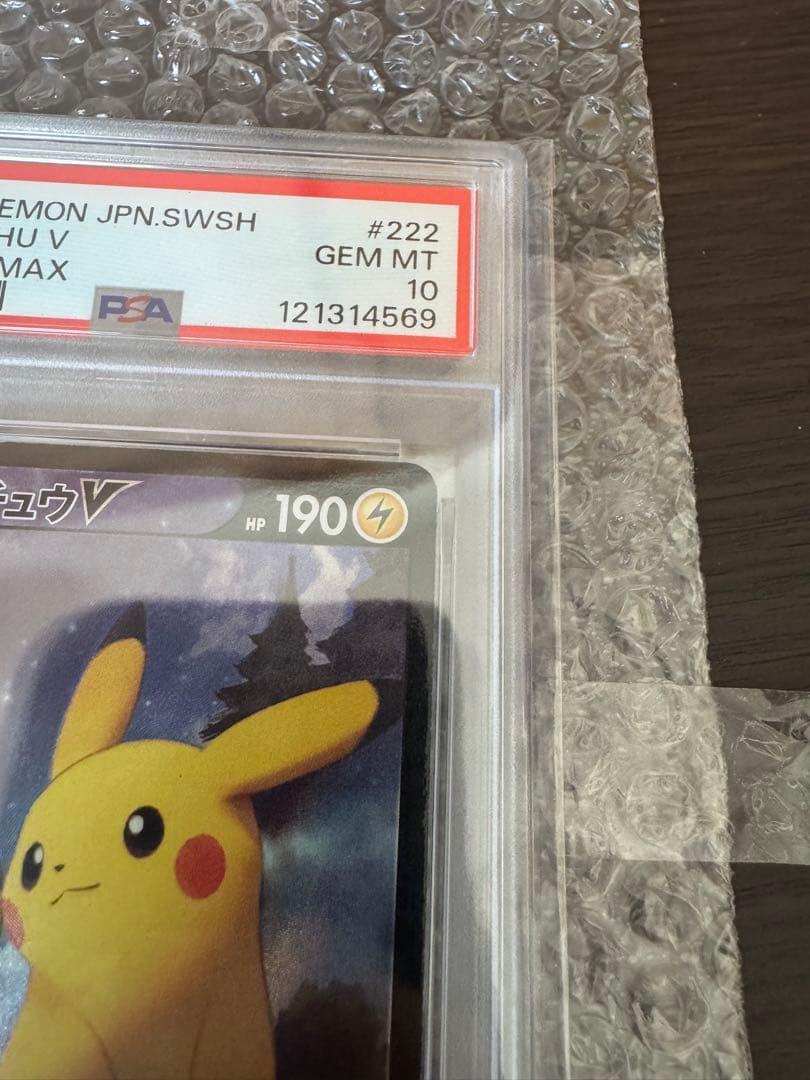 EMON JPN.SWSH #222
HU V GEM MT
MAX 10
PSA 121314569
チュウV HP 190